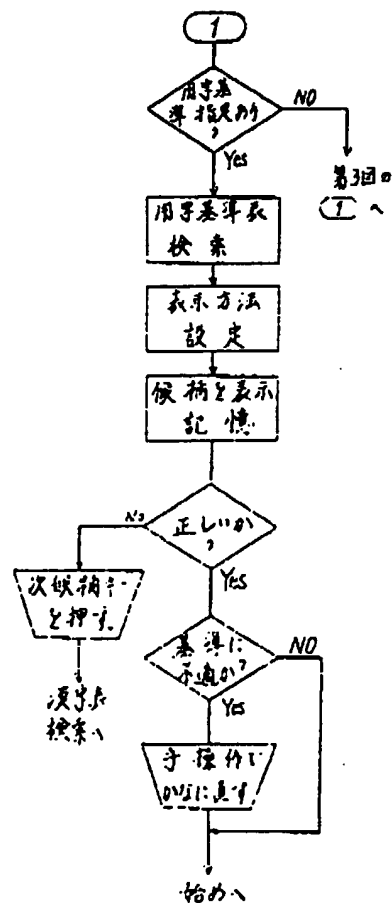 1
用字基
準指定あり
?
NO
Yes
第3図の
1 へ
用字基準表
検索
表示方法
設定
候補を表示
記憶
正しいか
?
No
YES
次候補キー
を押す。
漢字表
検索へ
基準に
不適か?
NO
Yes
手操作で
かなに直す
始めへ